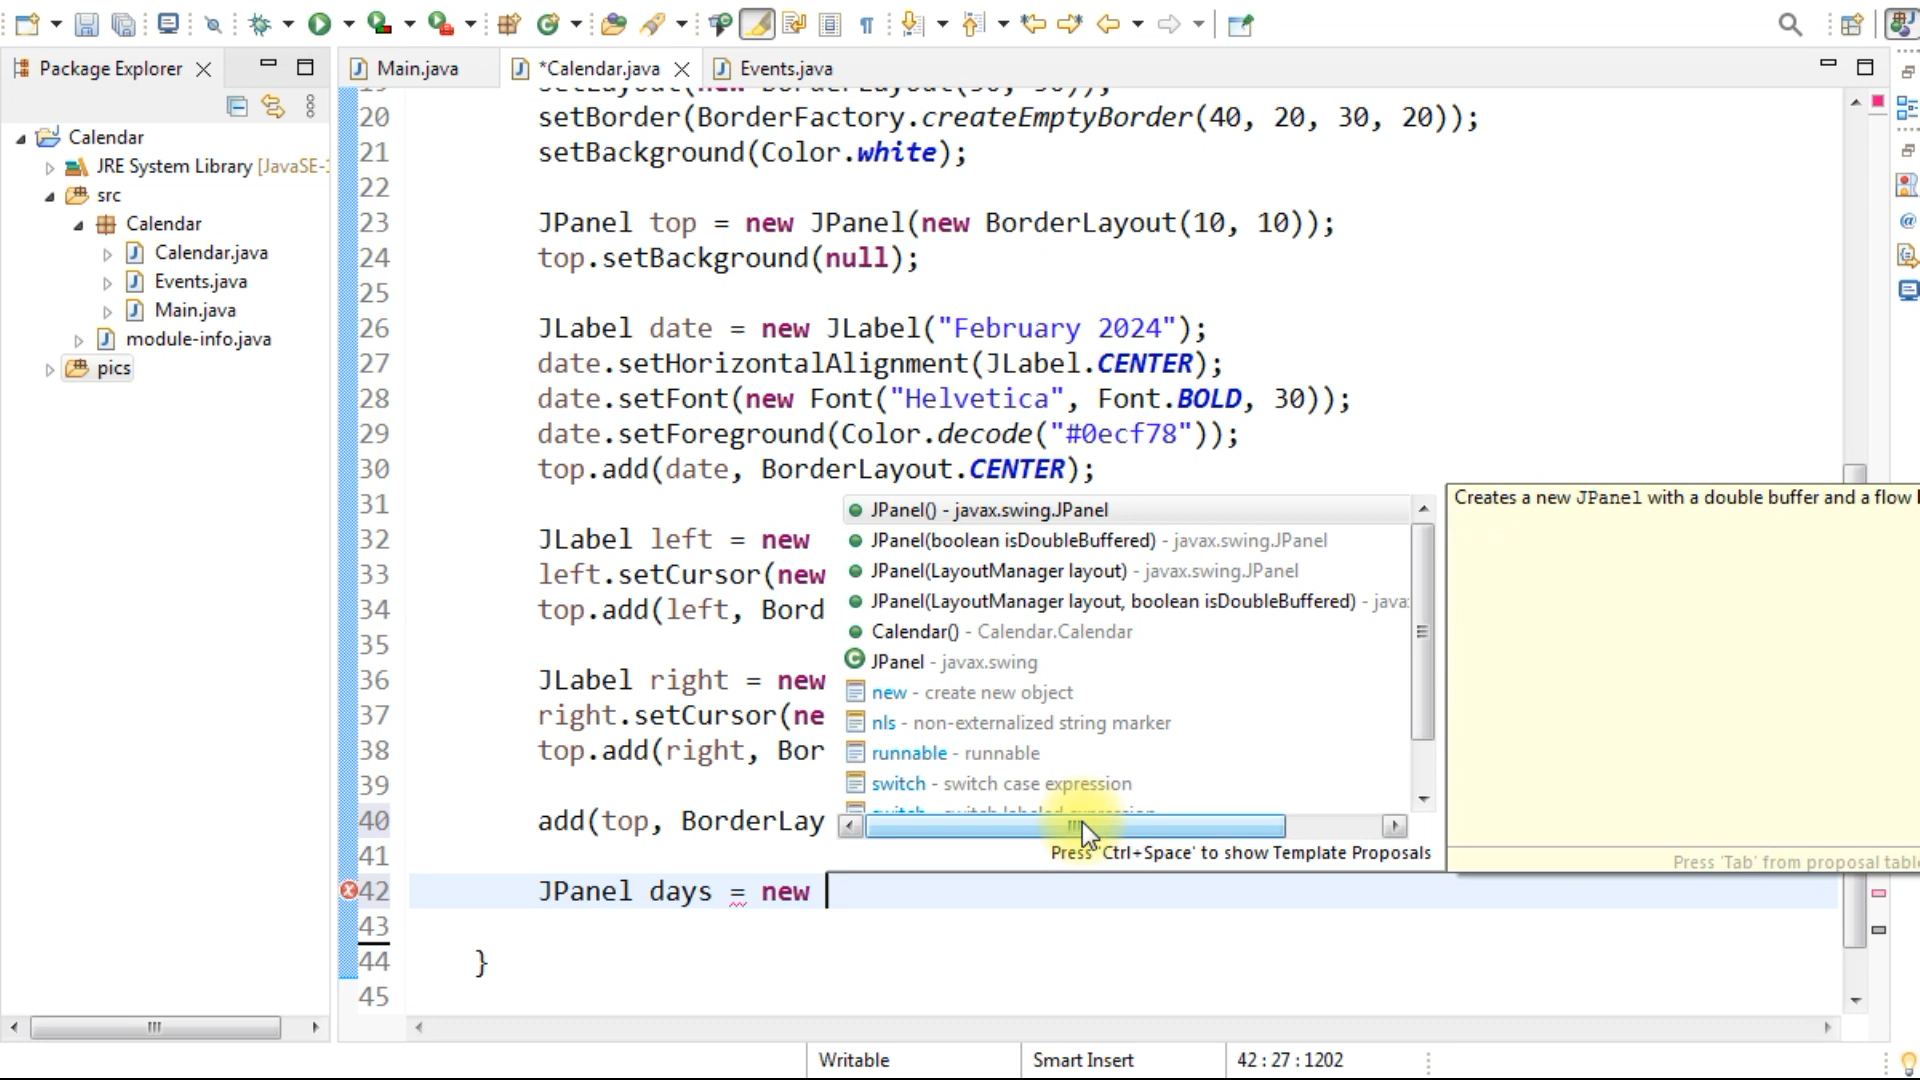 Package Explorer
Main.java
*Calendar.java
Events.java
Calendar
JRE System Library [JavaSE-
src
Calendar
Calendar.java
Events.java
Main.java
module-info.java
pics
20 setBorder(BorderFactory.createEmptyBorder(40, 20, 30, 20));
21 setBackground(Color.white);
22
23 JPanel top = new JPanel(new BorderLayout(10, 10));
24 top.setBackground(null);
25
26 JLabel date = new JLabel("February 2024");
27 date.setHorizontalAlignment(JLabel.CENTER);
28 date.setFont(new Font("Helvetica", Font.BOLD, 30));
29 date.setForeground(Color.decode("#0ecf78"));
30 top.add(date, BorderLayout.CENTER);
31
32 JLabel left = new
33 left.setCursor(new
34 top.add(left, Bord
35
36 JLabel right = new
37 right.setCursor(ne
38 top.add(right, Bor
39
40 add(top, BorderLay
41
42 JPanel days = new
43
44 }
45
JPanel() - javax.swing.JPanel
JPanel(boolean isDoubleBuffered) - javax.swing.JPanel
JPanel(LayoutManager layout) - javax.swing.JPanel
JPanel(LayoutManager layout, boolean isDoubleBuffered) - java
Calendar() - Calendar.Calendar
JPanel - javax.swing
new - create new object
nls - non-externalized string marker
runnable - runnable
switch - switch case expression
Press 'Ctrl+Space' to show Template Proposals
Creates a new JPanel with a double buffer and a flow
Press 'Tab' from proposal table
Writable
Smart Insert
42 : 27 : 1202